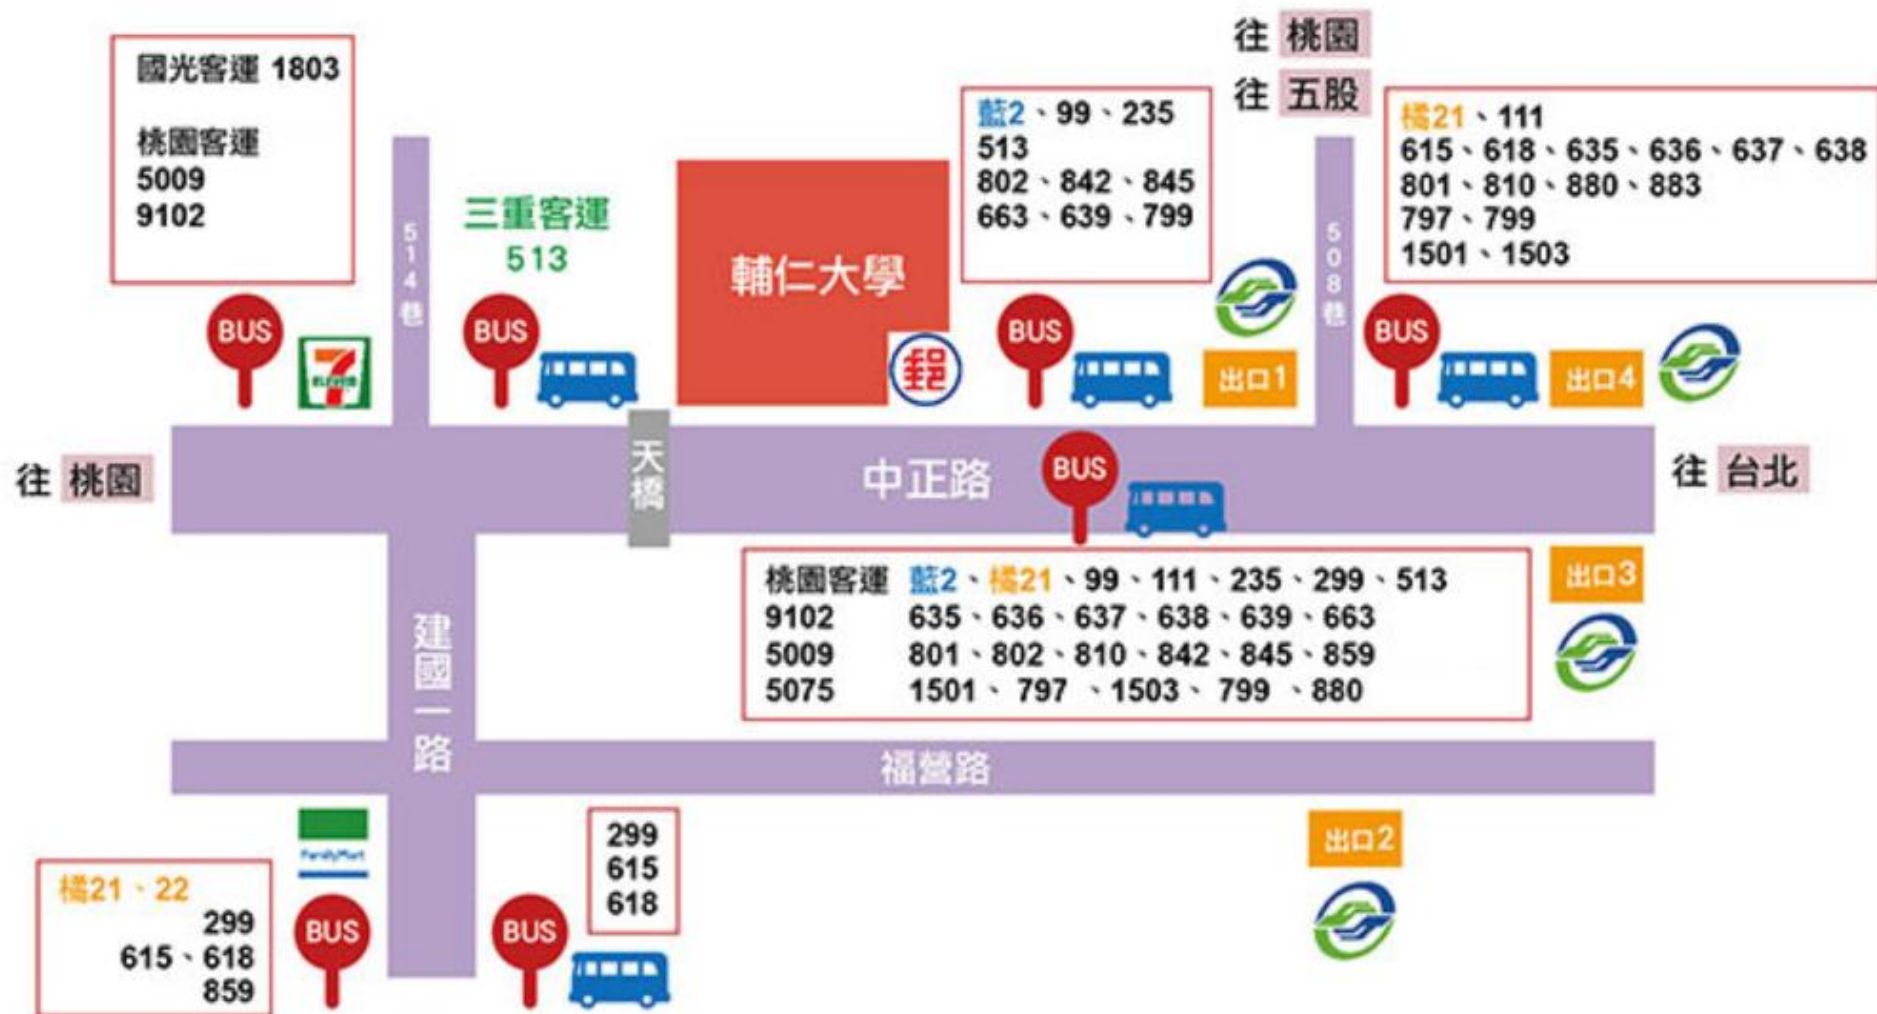 往 桃園
往 五股
國光客運 1803
桃園客運
5009
9102
三重客運
513
輔仁大學
藍2、99、235
513
802、842、845
663、639、799
橘21、111
615、618、635、636、637、638
801、810、880、883
797、799
1501、1503
514巷
508巷
BUS
7
ELEVEN
BUS
郵
BUS
出口1
BUS
出口4
往 桃園
天橋
中正路
BUS
往 台北
桃園客運 藍2、橘21、99、111、235、299、513
9102 635、636、637、638、639、663
5009 801、802、810、842、845、859
5075 1501、797、1503、799、880
出口3
建國一路
福營路
FamilyMart
橘21、22
299
615、618
859
BUS
BUS
299
615
618
出口2